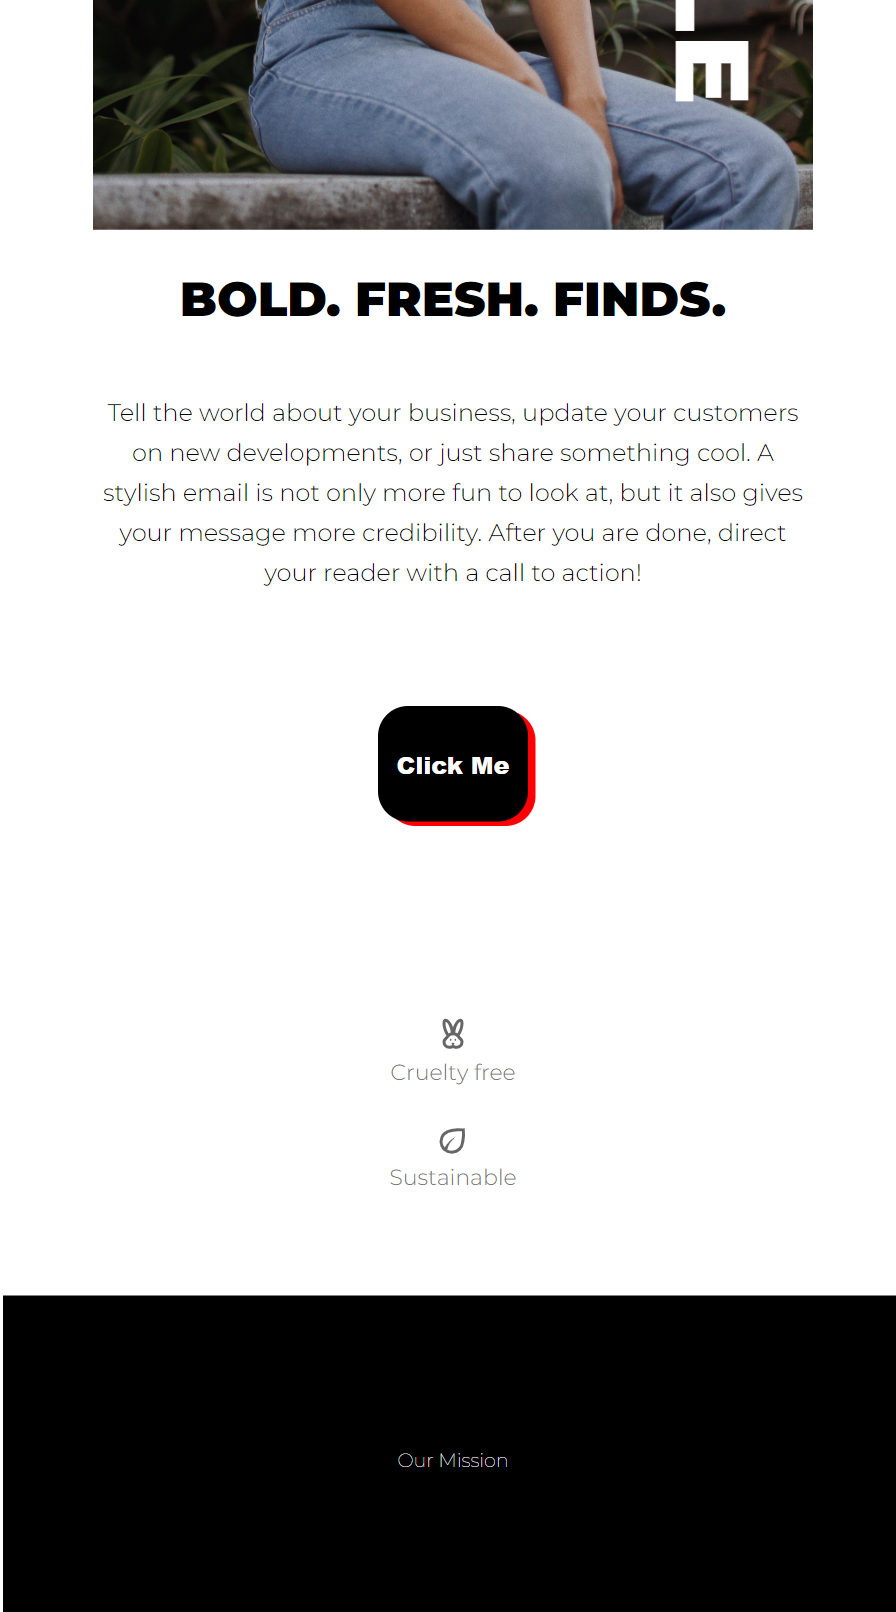 E
BOLD. FRESH. FINDS.
Tell the world about your business, update your customers
on new developments, or just share something cool. A
stylish email is not only more fun to look at, but it also gives
your message more credibility. After you are done, direct
your reader with a call to action!
Click Me
Cruelty free
Sustainable
Our Mission